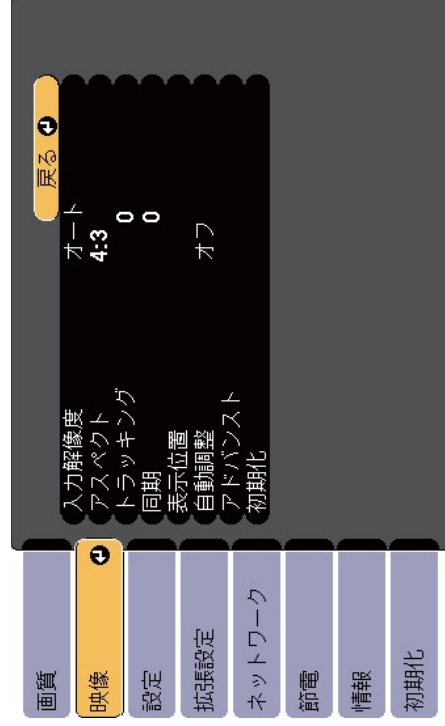 画質
映像
設定
拡張設定
ネットワーク
節電
情報
初期化
戻る
入力解像度 オート
アスペクト 4:3
トラッキング 0
同期 0
表示位置
自動調整 オフ
アドバンスト
初期化